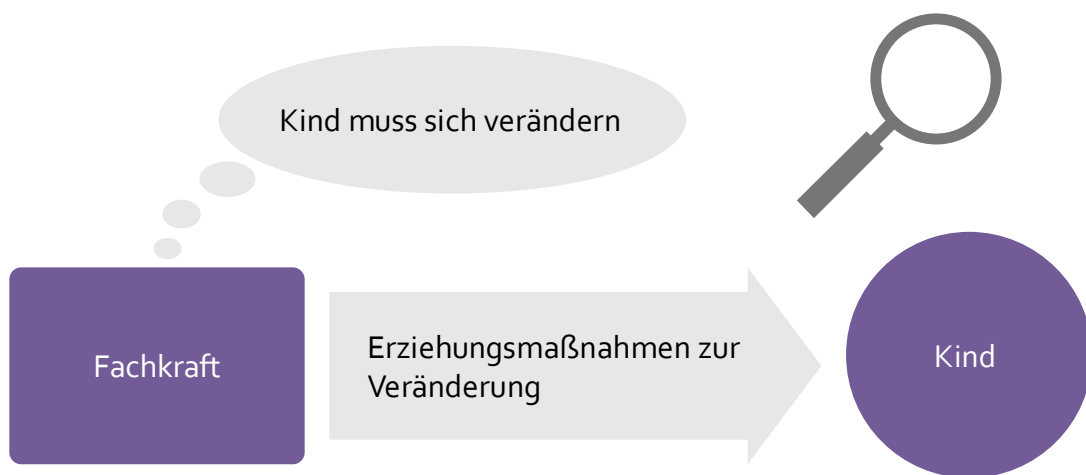 Kind muss sich verändern
Fachkraft
Erziehungsmaßnahmen zur
Veränderung
Kind